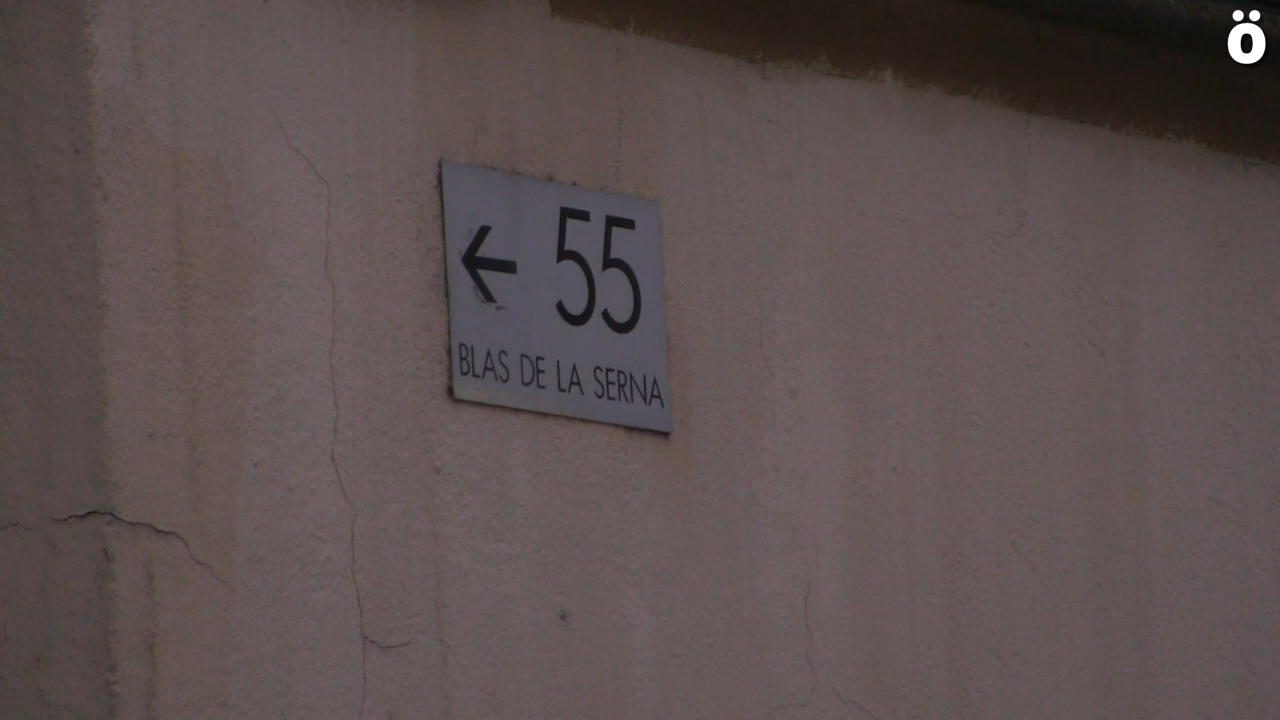 ö
← 55
BLAS DE LA SERNA